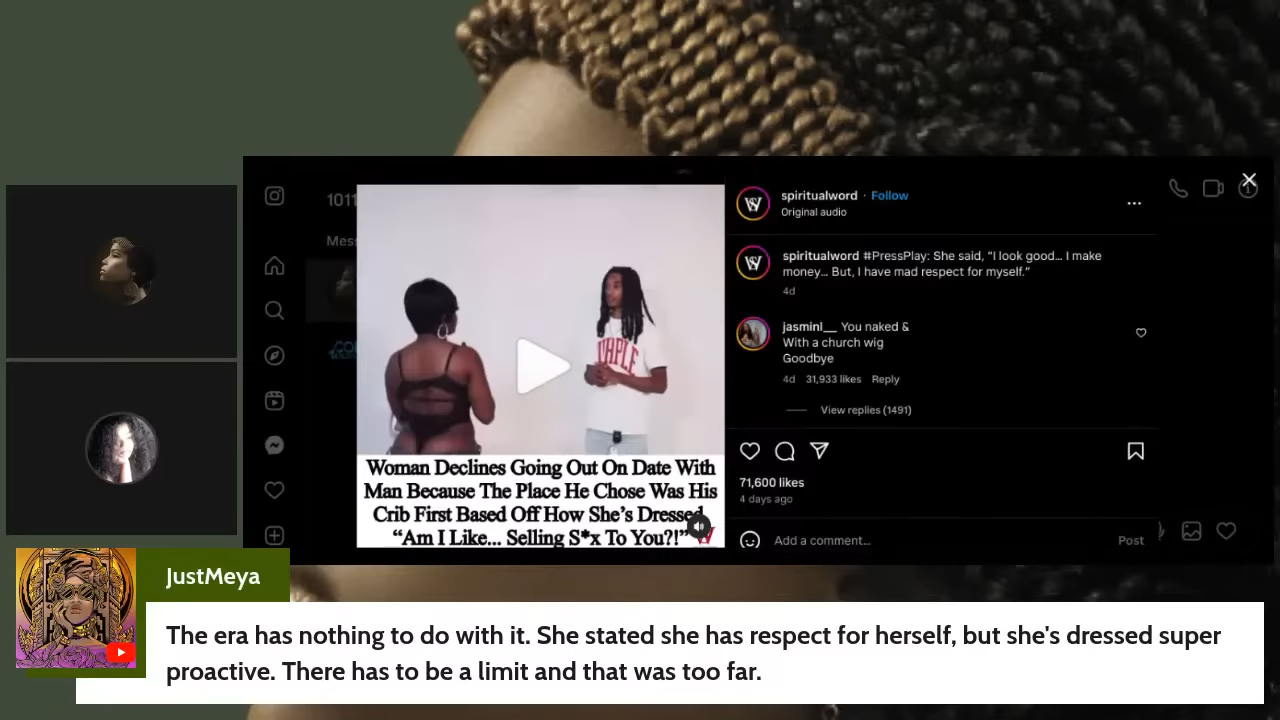 1011
Mess
Woman Declines Going Out On Date With
Man Because The Place He Chose Was His
Crib First Based Off How She's Dressed
“Am I Like... Selling S*x To You?!”
spiritualword · Follow
Original audio
spiritualword #PressPlay: She said, “I look good... I make
money... But, I have mad respect for myself.”
4d
jasminl__ You naked &
With a church wig
Goodbye
4d 31,933 likes Reply
View replies (1491)
71,600 likes
4 days ago
Add a comment...
Post
JustMeya
The era has nothing to do with it. She stated she has respect for herself, but she's dressed super
proactive. There has to be a limit and that was too far.